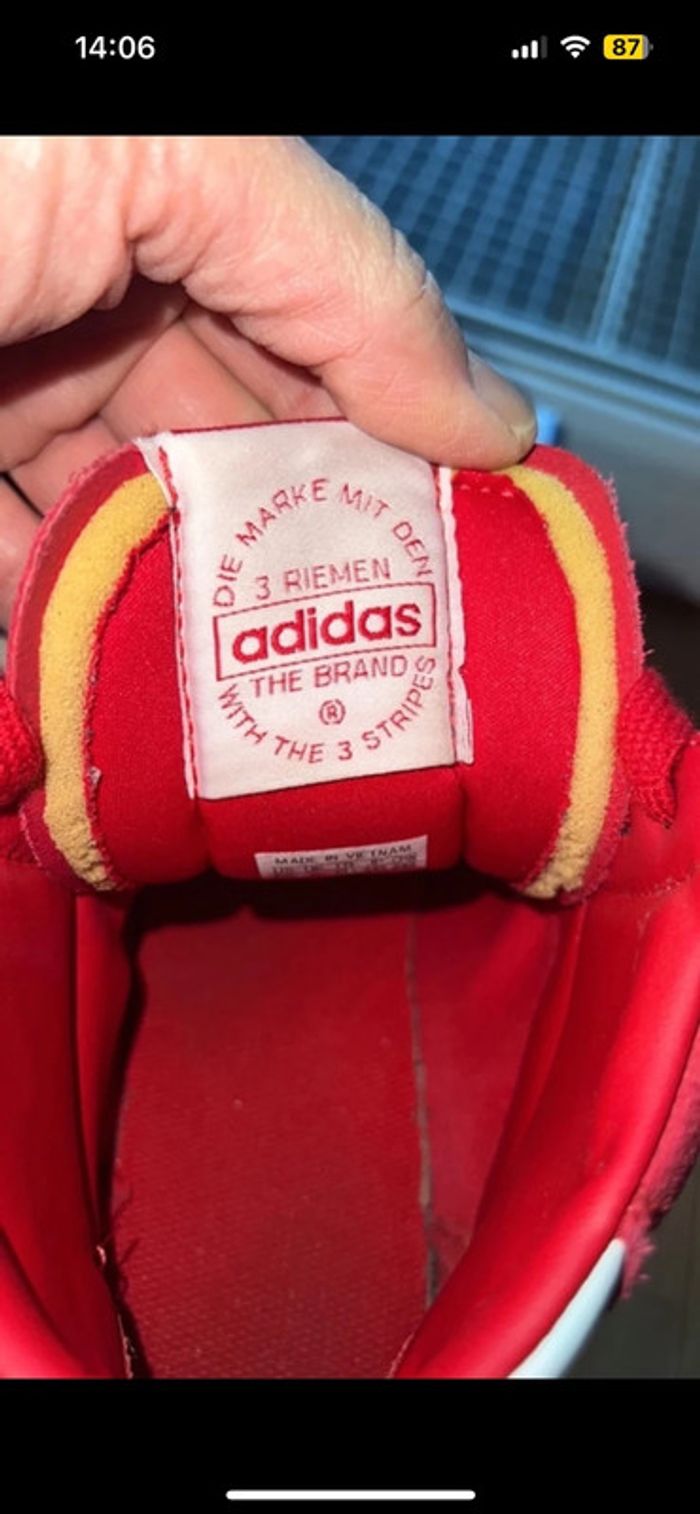 14:06
87
DIE MARKE MIT DEN
3 RIEMEN
adidas
THE BRAND
WITH THE 3 STRIPES
®
MADE IN VIETNAM